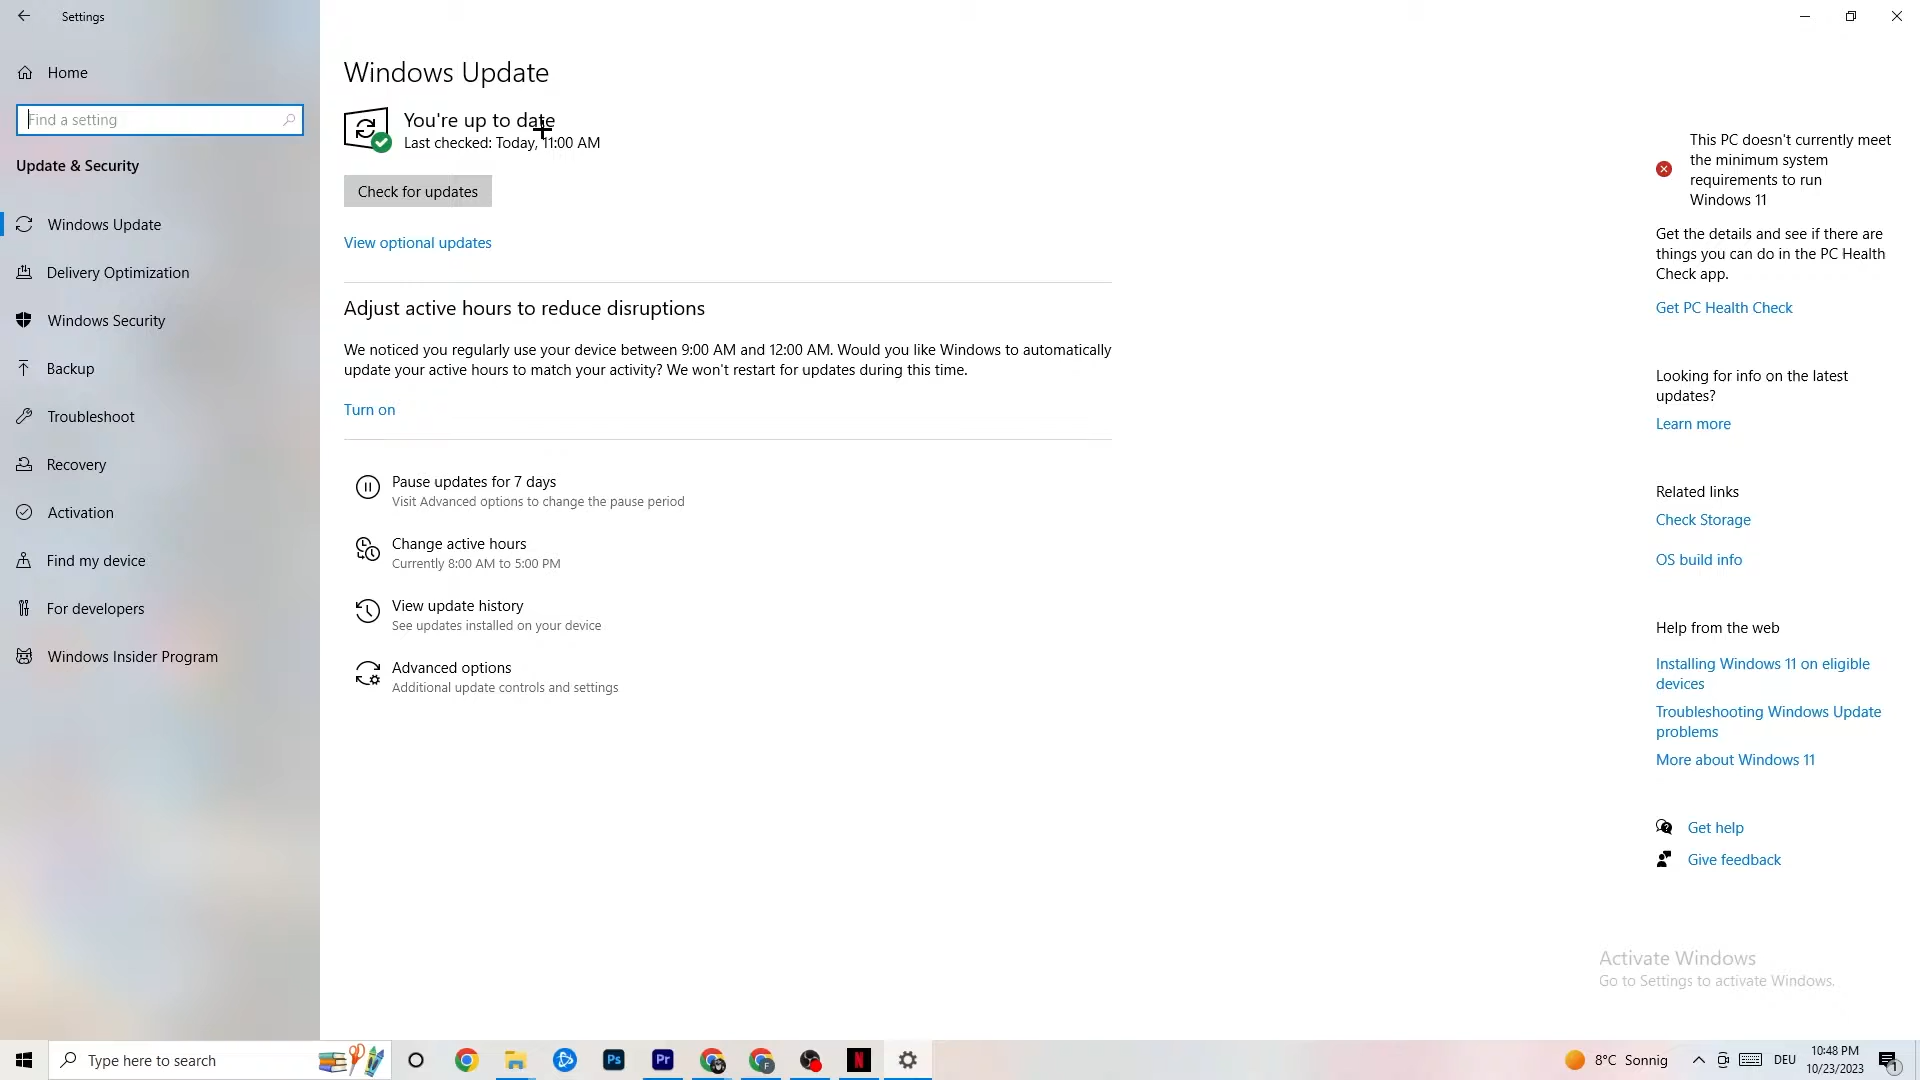 Settings
Home
Find a setting
Update & Security
Windows Update
Delivery Optimization
Windows Security
Backup
Troubleshoot
Recovery
Activation
Find my device
For developers
Windows Insider Program
Windows Update
You're up to date
Last checked: Today, 11:00 AM
Check for updates
View optional updates
Adjust active hours to reduce disruptions
We noticed you regularly use your device between 9:00 AM and 12:00 AM. Would you like Windows to automatically
update your active hours to match your activity? We won't restart for updates during this time.
Turn on
Pause updates for 7 days
Visit Advanced options to change the pause period
Change active hours
Currently 8:00 AM to 5:00 PM
View update history
See updates installed on your device
Advanced options
Additional update controls and settings
This PC doesn't currently meet
the minimum system
requirements to run
Windows 11
Get the details and see if there are
things you can do in the PC Health
Check app.
Get PC Health Check
Looking for info on the latest
updates?
Learn more
Related links
Check Storage
OS build info
Help from the web
Installing Windows 11 on eligible
devices
Troubleshooting Windows Update
problems
More about Windows 11
Get help
Give feedback
Activate Windows
Go to Settings to activate Windows.
Type here to search
Ps
Pr
F
N
8°C Sonnig
DEU
10:48 PM
10/23/2023
1